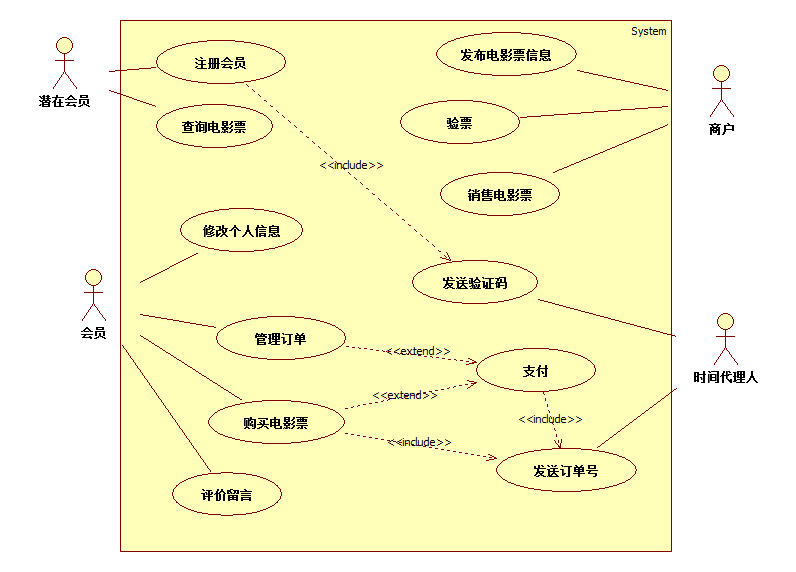 System
注册会员
发布电影票信息
潜在会员
查询电影票
验票
商户
<<include>>
销售电影票
修改个人信息
发送验证码
会员
管理订单
<<extend>>
支付
时间代理人
<<extend>>
购买电影票
<<include>>
<<include>>
发送订单号
评价留言